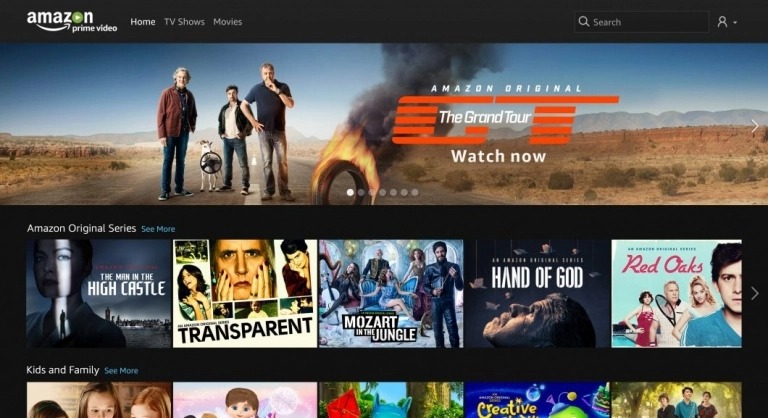 amazon
prime video
Home TV Shows Movies
Search
AMAZON ORIGINAL
The Grand Tour
Watch now
Amazon Original Series See More
THE MAN IN THE
HIGH CASTLE
AN AMAZON ORIGINAL SERIES
TRANSPARENT
MOZART
IN THE JUNGLE
AN AMAZON ORIGINAL SERIES
HAND OF GOD
AN AMAZON ORIGINAL SERIES
Red Oaks
Kids and Family See More
Creative